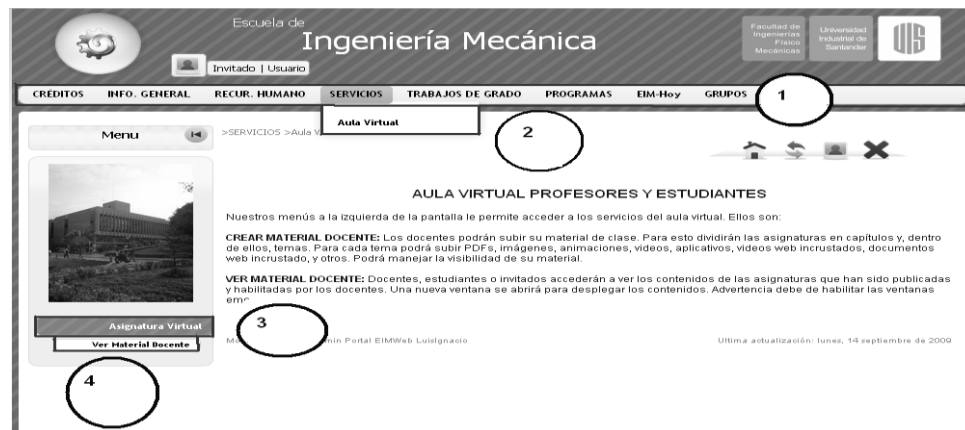 Escuela de
Ingeniería Mecánica
Facultad de
Ingenierías
Físico
Mecánicas
Universidad
Industrial de
Santander
UIS
Invitado | Usuario
CRÉDITOS INFO. GENERAL RECUR. HUMANO SERVICIOS TRABAJOS DE GRADO PROGRAMAS EIM-Hoy GRUPOS
1
Aula Virtual
Menu
>SERVICIOS >Aula
2
AULA VIRTUAL PROFESORES Y ESTUDIANTES
Nuestros menús a la izquierda de la pantalla le permite acceder a los servicios del aula virtual. Ellos son:
CREAR MATERIAL DOCENTE: Los docentes podrán subir su material de clase. Para esto dividirán las asignaturas en capítulos y, dentro
de ellos, temas. Para cada tema podrá subir PDFs, imágenes, animaciones, videos, aplicativos, videos web incrustados, documentos
web incrustado, y otros. Podrá manejar la visibilidad de su material.
VER MATERIAL DOCENTE: Docentes, estudiantes o invitados accederán a ver los contenidos de las asignaturas que han sido publicadas
y habilitadas por los docentes. Una nueva ventana se abrirá para desplegar los contenidos. Advertencia debe de habilitar las ventanas
Asignatura Virtual
Ver Material Docente
3
Portal EIMWeb LuisIgnacio
Ultima actualización: lunes, 14 septiembre de 2009
4